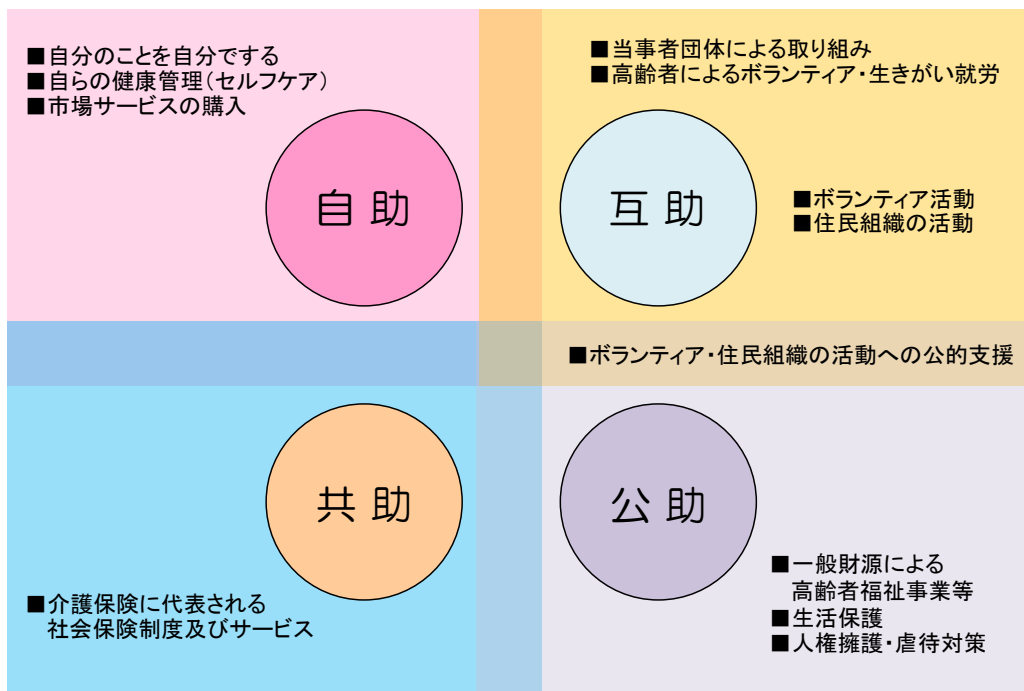 ■自分のことを自分でする
■自らの健康管理(セルフケア)
■市場サービスの購入
自助
■当事者団体による取り組み
■高齢者によるボランティア・生きがい就労
互助
■ボランティア活動
■住民組織の活動
■ボランティア・住民組織の活動への公的支援
共助
■介護保険に代表される
社会保険制度及びサービス
公助
■一般財源による
高齢者福祉事業等
■生活保護
■人権擁護・虐待対策